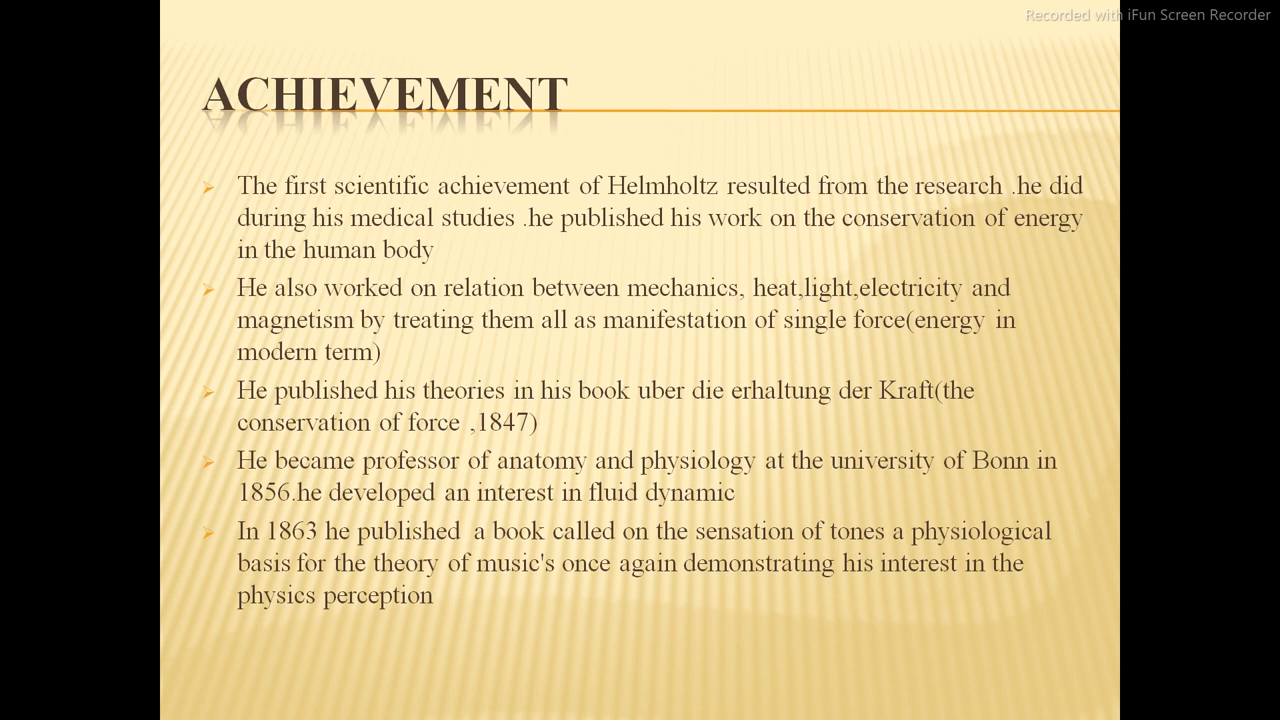 Recorded with iFun Screen Recorder
ACHIEVEMENT
The first scientific achievement of Helmholtz resulted from the research .he did
during his medical studies .he published his work on the conservation of energy
in the human body
He also worked on relation between mechanics, heat,light,electricity and
magnetism by treating them all as manifestation of single force(energy in
modern term)
He published his theories in his book uber die erhaltung der Kraft(the
conservation of force ,1847)
He became professor of anatomy and physiology at the university of Bonn in
1856.he developed an interest in fluid dynamic
In 1863 he published a book called on the sensation of tones a physiological
basis for the theory of music's once again demonstrating his interest in the
physics perception